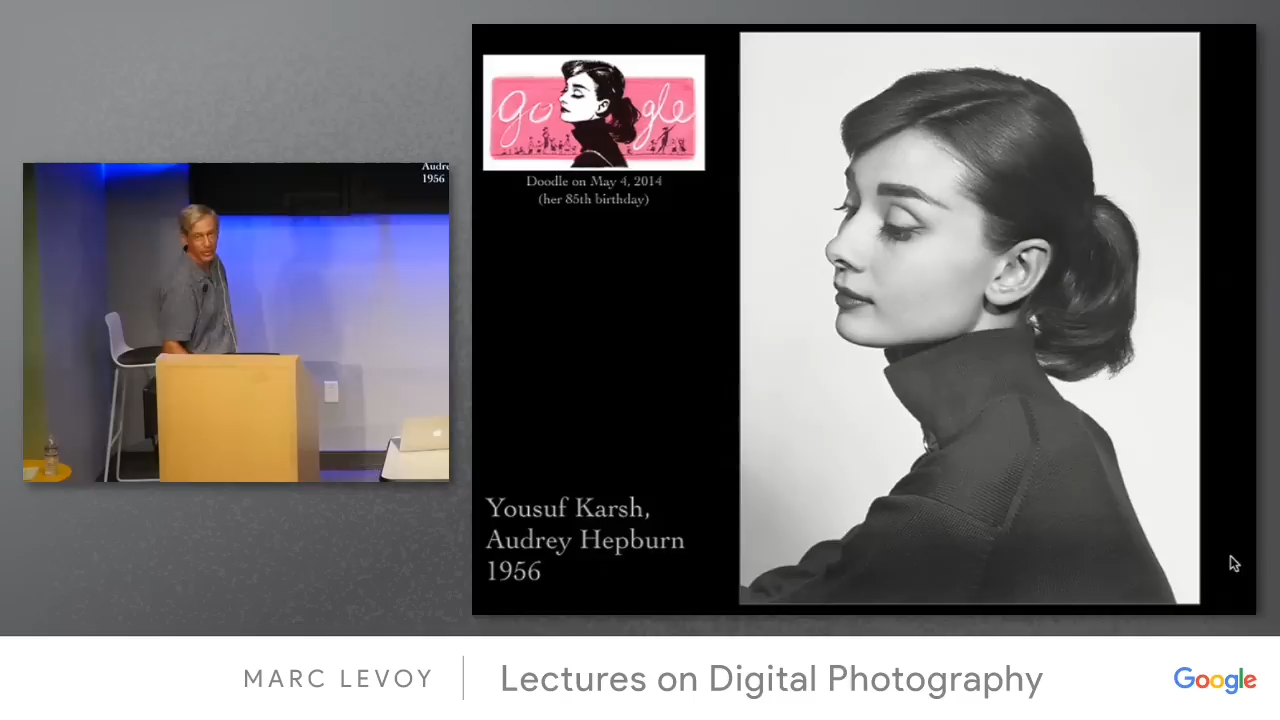 Audre
1956
google
Doodle on May 4, 2014
(her 85th birthday)
Yousuf Karsh,
Audrey Hepburn
1956
MARC LEVOY
Lectures on Digital Photography
Google